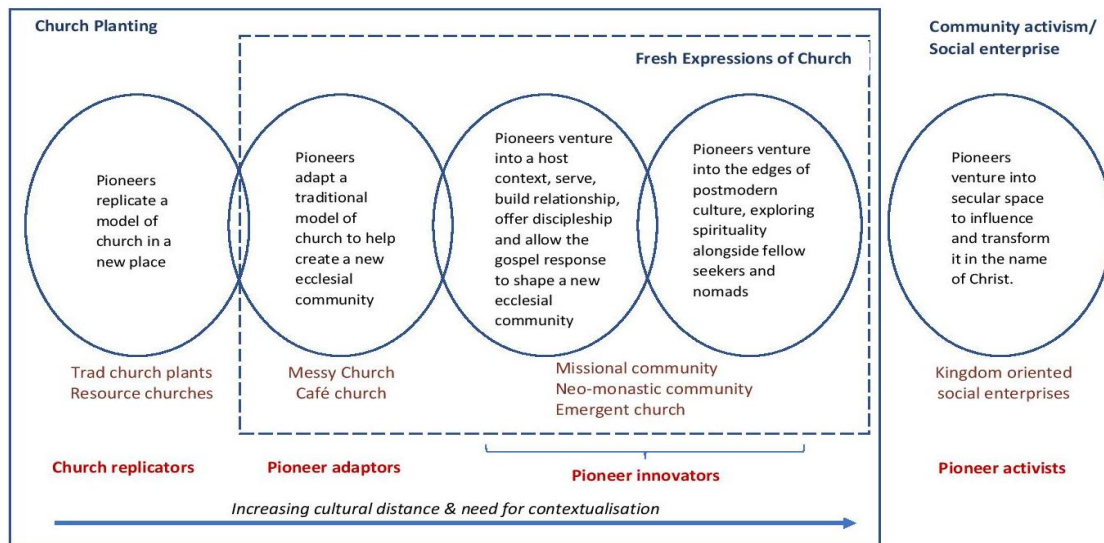 Church Planting
Fresh Expressions of Church
Community activism/
Social enterprise
Pioneers
replicate a
model of
church in a
new place
Pioneers
adapt a
traditional
model of
church to help
create a new
ecclesial
community
Pioneers venture
into a host
context, serve,
build relationship,
offer discipleship
and allow the
gospel response
to shape a new
ecclesial
community
Pioneers venture
into the edges of
postmodern
culture, exploring
spirituality
alongside fellow
seekers and
nomads
Pioneers
venture into
secular space
to influence
and transform
it in the name
of Christ.
Trad church plants
Resource churches
Messy Church
Café church
Missional community
Neo-monastic community
Emergent church
Kingdom oriented
social enterprises
Church replicators
Pioneer adaptors
Pioneer innovators
Pioneer activists
Increasing cultural distance & need for contextualisation